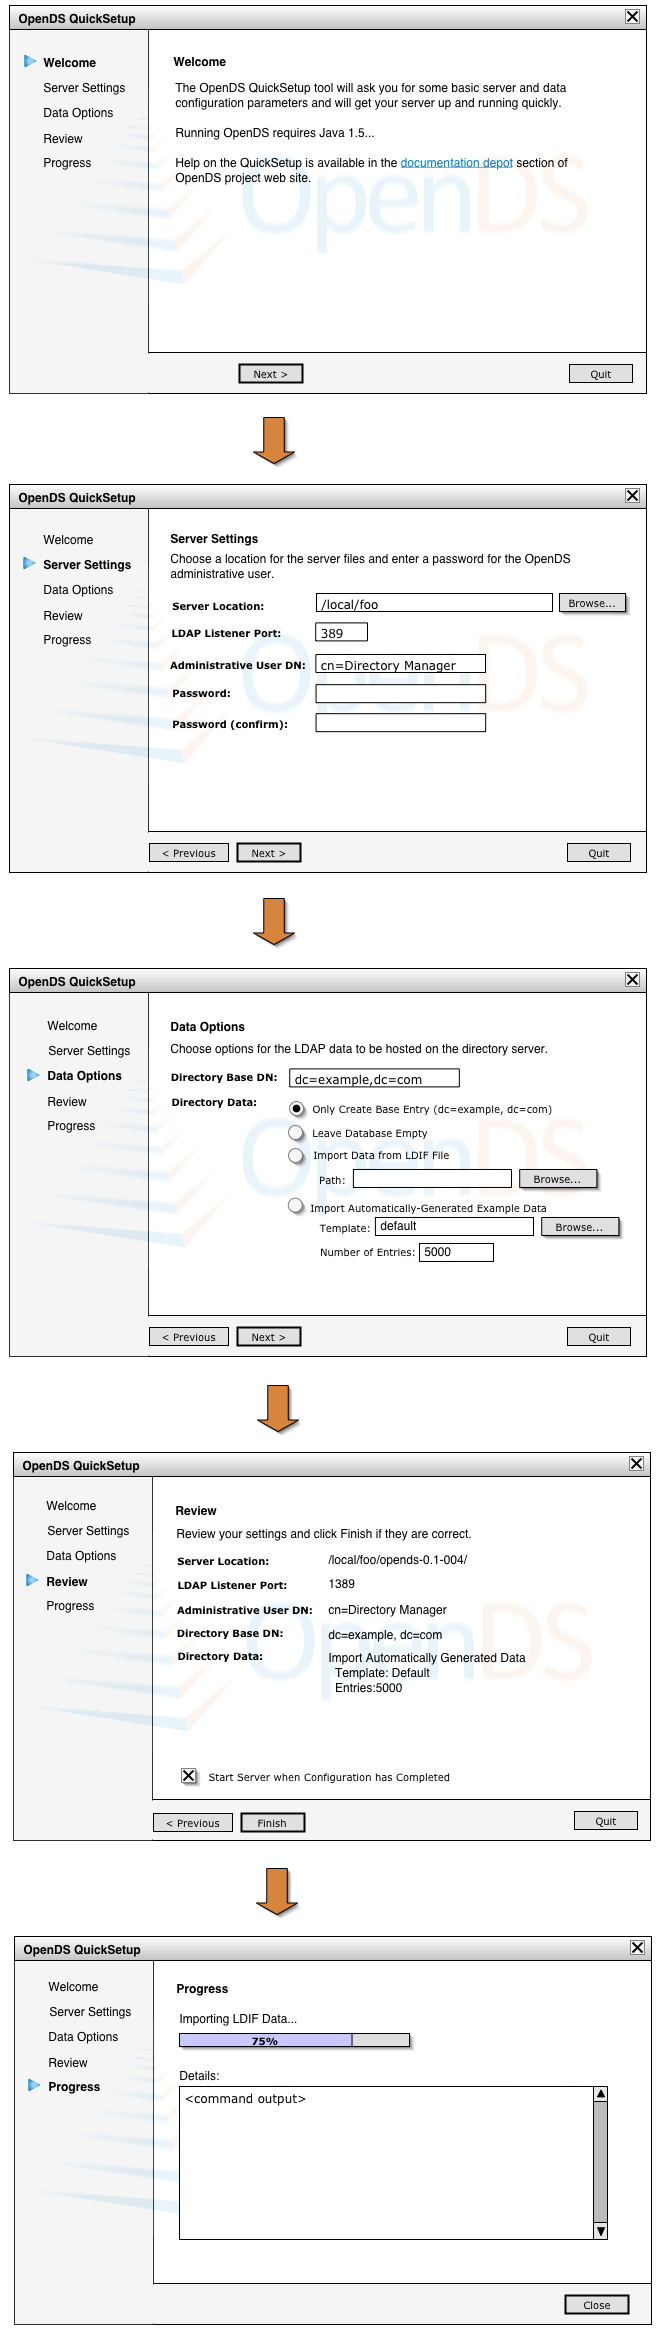 OpenDS QuickSetup
Welcome
Server Settings
Data Options
Review
Progress
Welcome
The OpenDS QuickSetup tool will ask you for some basic server and data
configuration parameters and will get your server up and running quickly.
Running OpenDS requires Java 1.5...
Help on the QuickSetup is available in the documentation depot section of
OpenDS project web site.
OpenDS
Next >
Quit
OpenDS QuickSetup
Welcome
Server Settings
Data Options
Review
Progress
Server Settings
Choose a location for the server files and enter a password for the OpenDS
administrative user.
Server Location: /local/foo Browse...
LDAP Listener Port: 389
Administrative User DN: cn=Directory Manager
Password:
Password (confirm):
OpenDS
< Previous Next > Quit
OpenDS QuickSetup
Welcome
Server Settings
Data Options
Review
Progress
Data Options
Choose options for the LDAP data to be hosted on the directory server.
Directory Base DN: dc=example,dc=com
Directory Data: Only Create Base Entry (dc=example, dc=com)
Leave Database Empty
Import Data from LDIF File
Path: Browse...
Import Automatically-Generated Example Data
Template: default Browse...
Number of Entries: 5000
OpenDS
< Previous Next > Quit
OpenDS QuickSetup
Welcome
Server Settings
Data Options
Review
Progress
Review
Review your settings and click Finish if they are correct.
Server Location: /local/foo/opends-0.1-004/
LDAP Listener Port: 1389
Administrative User DN: cn=Directory Manager
Directory Base DN: dc=example, dc=com
Directory Data: Import Automatically Generated Data
Template: Default
Entries:5000
OpenDS
Start Server when Configuration has Completed
< Previous Finish Quit
OpenDS QuickSetup
Welcome
Server Settings
Data Options
Review
Progress
Progress
Importing LDIF Data...
75%
Details:
<command output>
Close